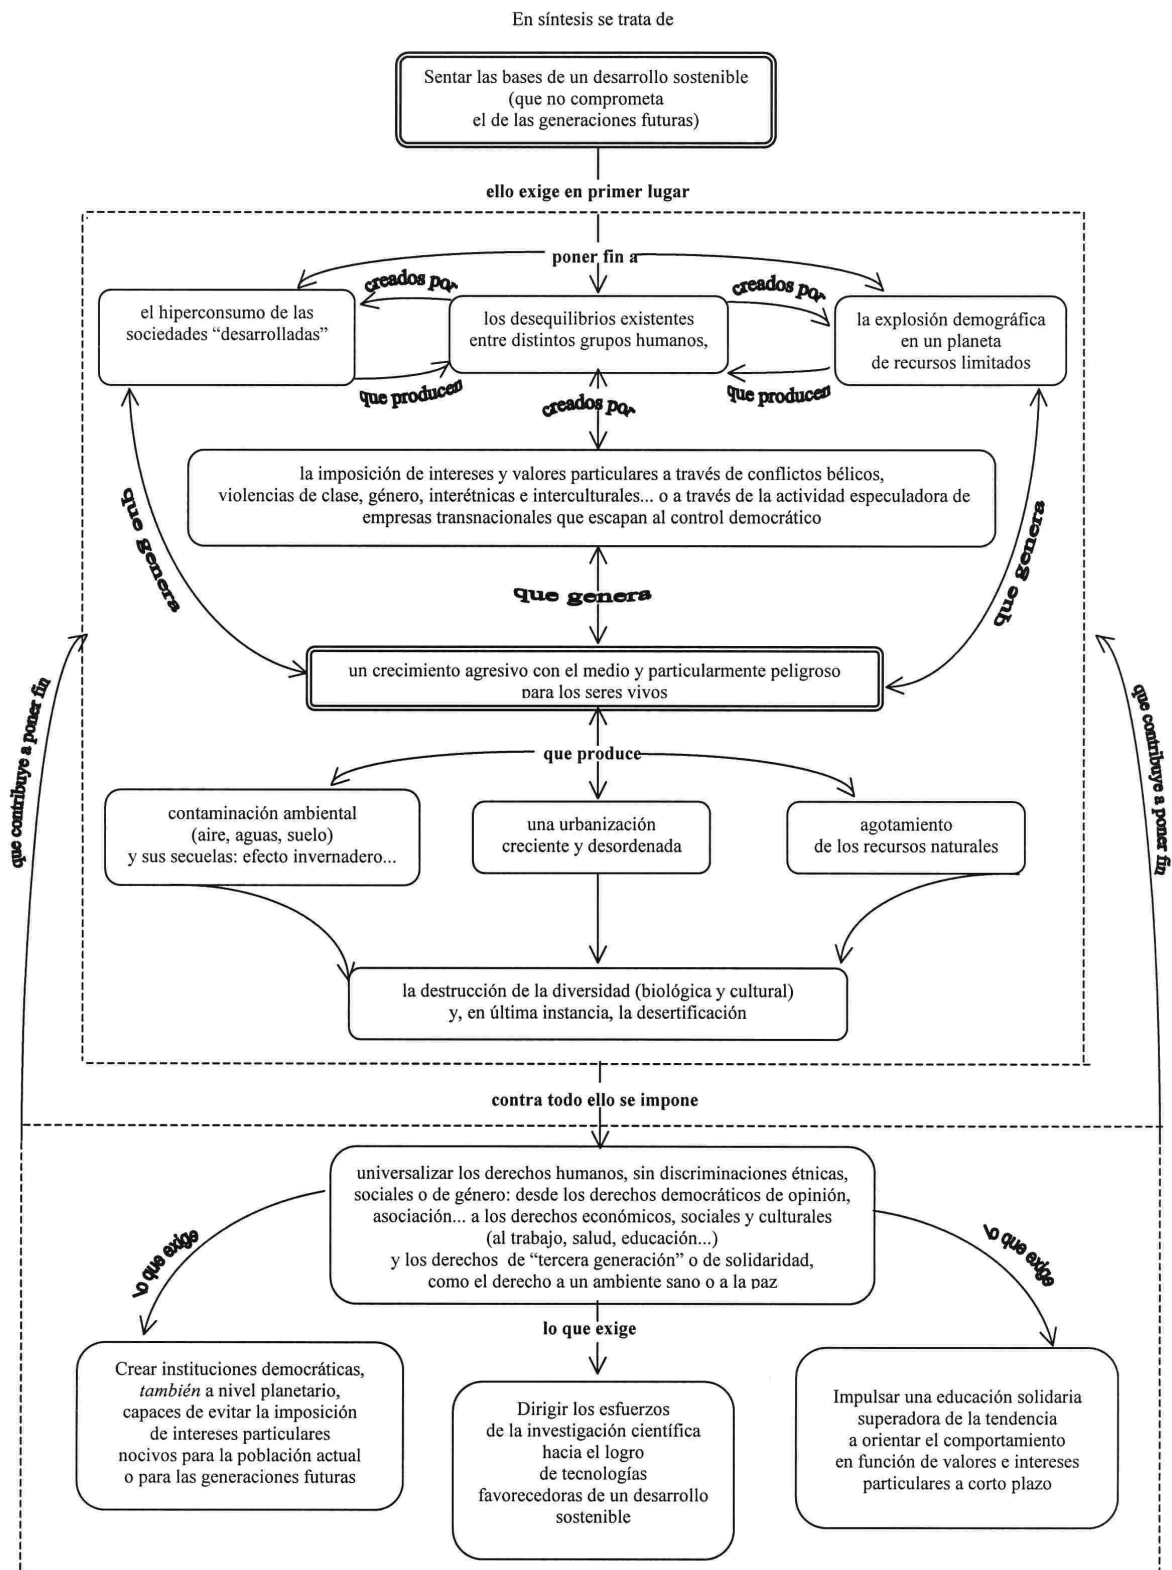 En síntesis se trata de
Sentar las bases de un desarrollo sostenible
(que no comprometa
el de las generaciones futuras)
ello exige en primer lugar
poner fin a
creados por
creados por
el hiperconsumo de las
sociedades “desarrolladas”
los desequilibrios existentes
entre distintos grupos humanos,
la explosión demográfica
en un planeta
de recursos limitados
que producen
que producen
creados por
la imposición de intereses y valores particulares a través de conflictos bélicos,
violencias de clase, género, interétnicas e interculturales... o a través de la actividad especuladora de
empresas transnacionales que escapan al control democrático
que genera
que genera
que genera
un crecimiento agresivo con el medio y particularmente peligroso
para los seres vivos
que contribuye a poner fin
que contribuye a poner fin
que produce
contaminación ambiental
(aire, aguas, suelo)
y sus secuelas: efecto invernadero...
una urbanización
creciente y desordenada
agotamiento
de los recursos naturales
la destrucción de la diversidad (biológica y cultural)
y, en última instancia, la desertificación
contra todo ello se impone
universalizar los derechos humanos, sin discriminaciones étnicas,
sociales o de género: desde los derechos democráticos de opinión,
asociación... a los derechos económicos, sociales y culturales
(al trabajo, salud, educación...)
y los derechos de “tercera generación” o de solidaridad,
como el derecho a un ambiente sano o a la paz
lo que exige
lo que exige
lo que exige
Crear instituciones democráticas,
también a nivel planetario,
capaces de evitar la imposición
de intereses particulares
nocivos para la población actual
o para las generaciones futuras
Dirigir los esfuerzos
de la investigación científica
hacia el logro
de tecnologías
favorecedoras de un desarrollo
sostenible
Impulsar una educación solidaria
superadora de la tendencia
a orientar el comportamiento
en función de valores e intereses
particulares a corto plazo